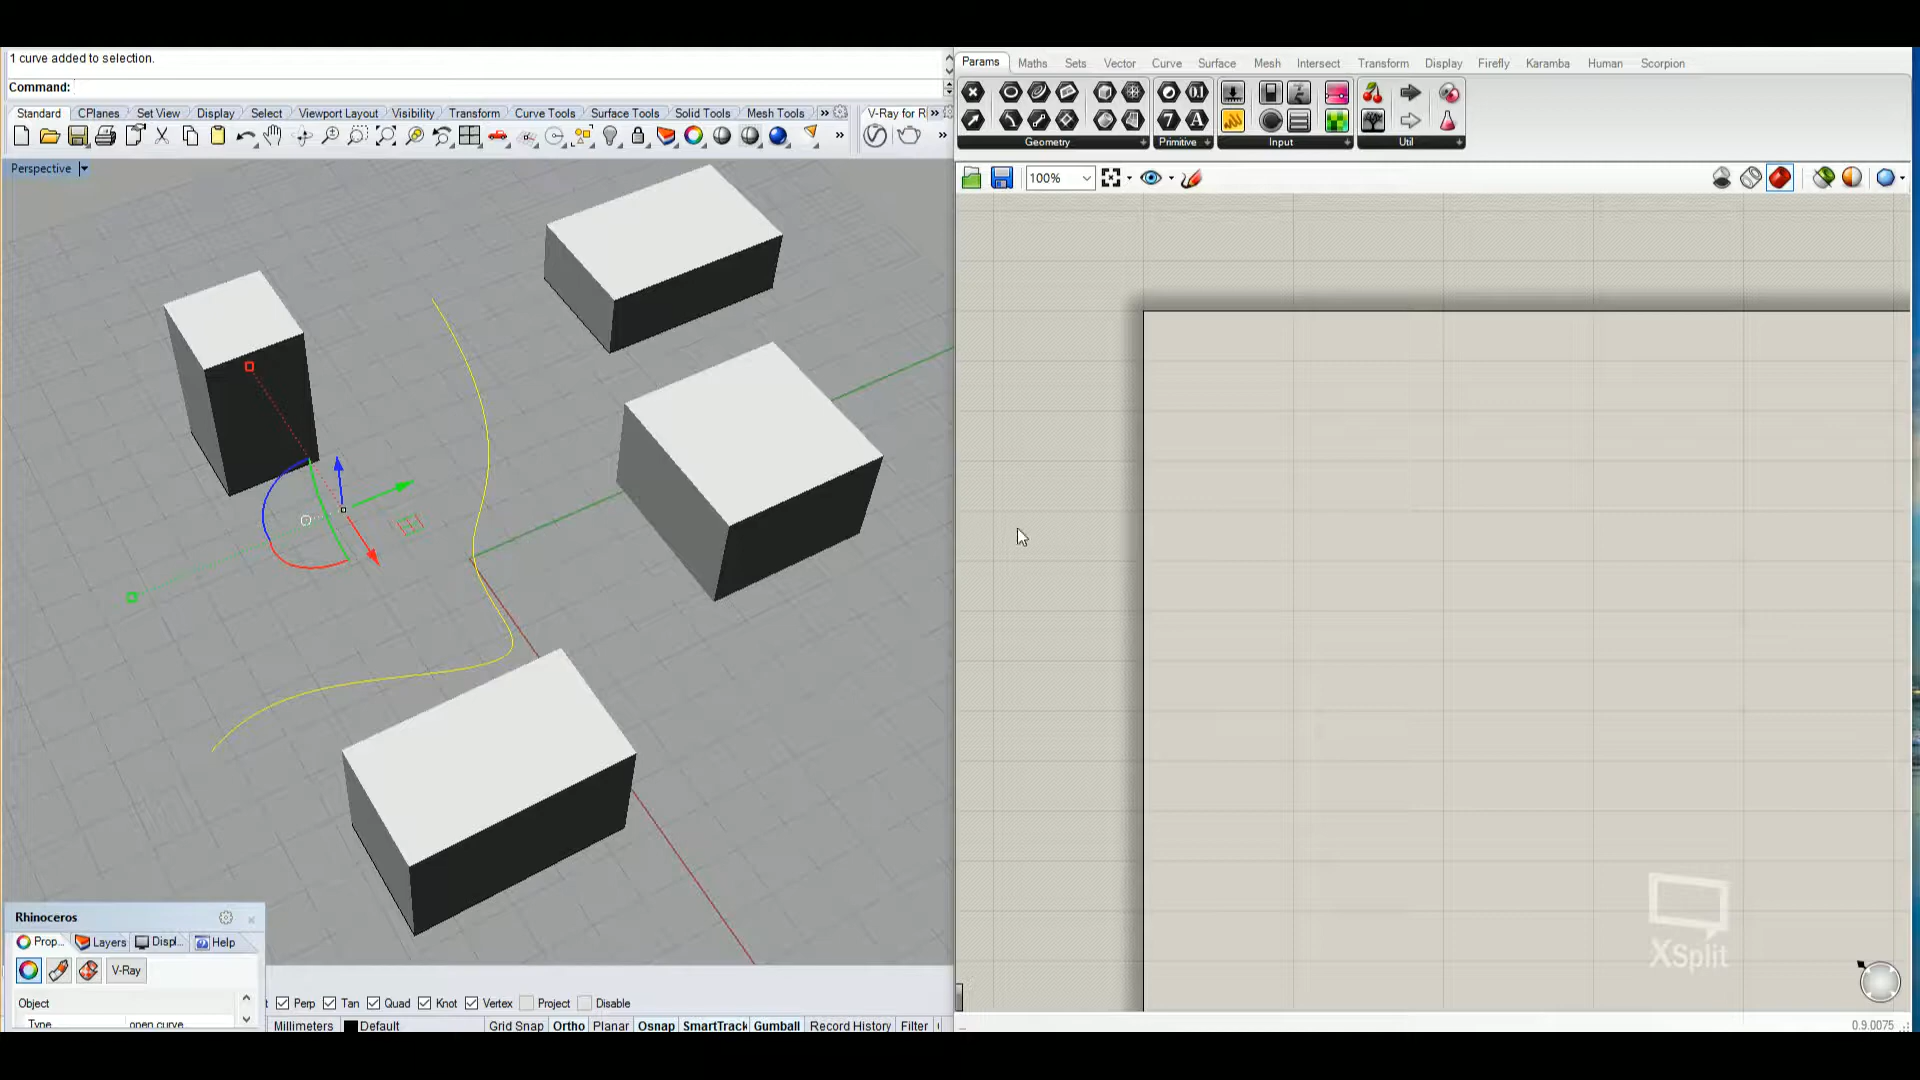 1 curve added to selection.
Command:
Standard CPlanes Set View Display Select Viewport Layout Visibility Transform Curve Tools Surface Tools Solid Tools Mesh Tools V-Ray for R
Perspective
Rhinoceros
Prop... Layers Displ... Help
V-Ray
Object
Type open curve
Perp Tan Quad Knot Vertex Project Disable
Millimeters Default Grid Snap Ortho Planar Osnap SmartTrack Gumball Record History Filter
Params Maths Sets Vector Curve Surface Mesh Intersect Transform Display Firefly Karamba Human Scorpion
Geometry Primitive Input Util
100%
XSplit
0.9.0075